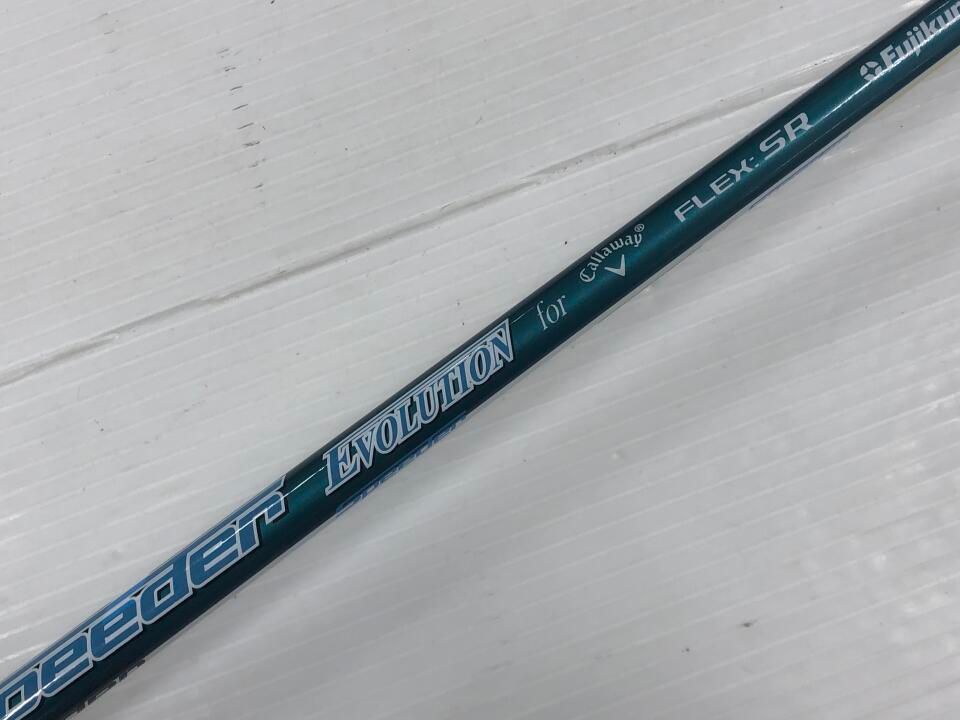 peeder EVOLUTION for Callaway® FLEX: SR Fujikur